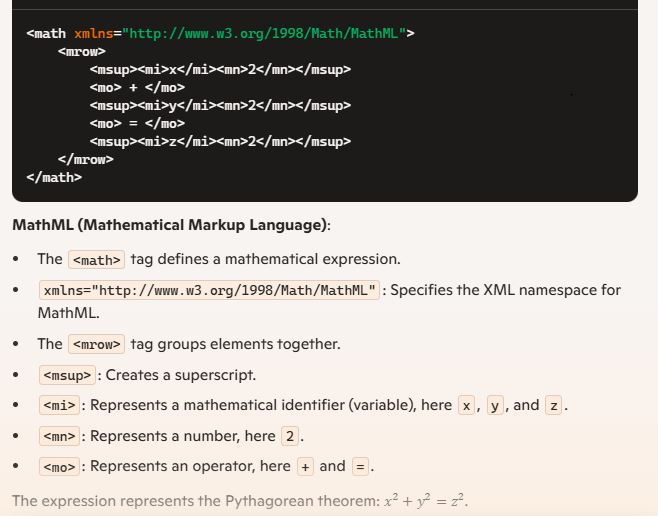 <math xmlns="http://www.w3.org/1998/Math/MathML">
    <mrow>
        <msup><mi>x</mi><mn>2</mn></msup>
        <mo> + </mo>
        <msup><mi>y</mi><mn>2</mn></msup>
        <mo> = </mo>
        <msup><mi>z</mi><mn>2</mn></msup>
    </mrow>
</math>
MathML (Mathematical Markup Language):
• The <math> tag defines a mathematical expression.
• xmlns="http://www.w3.org/1998/Math/MathML" : Specifies the XML namespace for
MathML.
• The <mrow> tag groups elements together.
• <msup> : Creates a superscript.
• <mi> : Represents a mathematical identifier (variable), here x , y , and z .
• <mn> : Represents a number, here 2 .
• <mo> : Represents an operator, here + and = .
The expression represents the Pythagorean theorem: x² + y² = z².